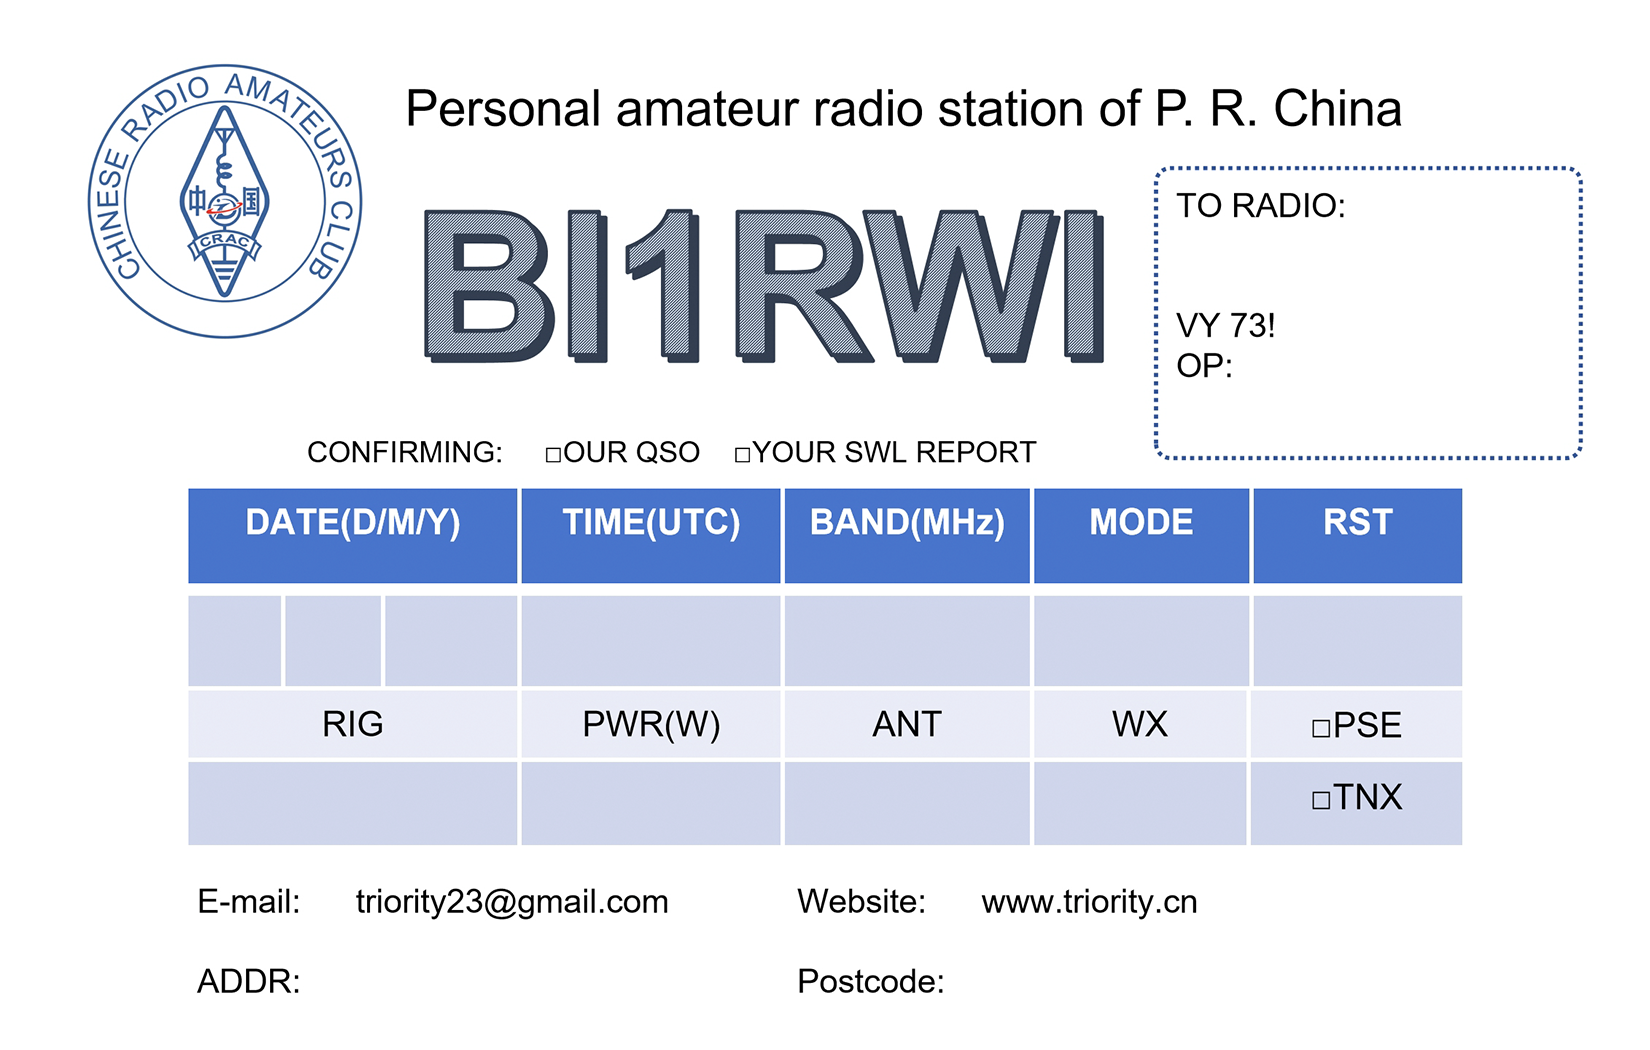 CHINESE RADIO AMATEURS CLUB
中国
CRAC
Personal amateur radio station of P. R. China
BI1RWI
TO RADIO:
VY 73!
OP:
CONFIRMING: □OUR QSO □YOUR SWL REPORT
DATE(D/M/Y) TIME(UTC) BAND(MHz) MODE RST
RIG PWR(W) ANT WX □PSE
□TNX
E-mail: triority23@gmail.com Website: www.triority.cn
ADDR: Postcode: